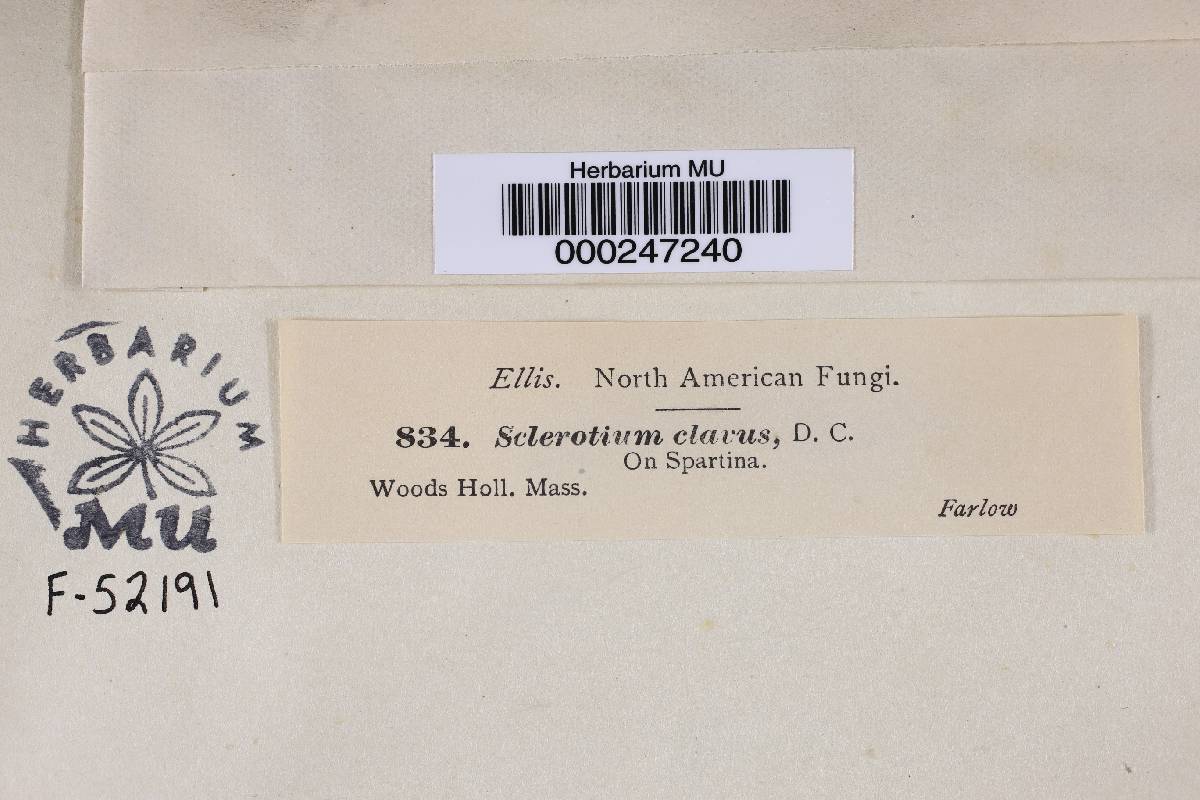 Herbarium MU
000247240
HERBARIUM
MU
F-52191
Ellis. North American Fungi.
834. Sclerotium clavus, D. C.
On Spartina.
Woods Holl. Mass.
Farlow